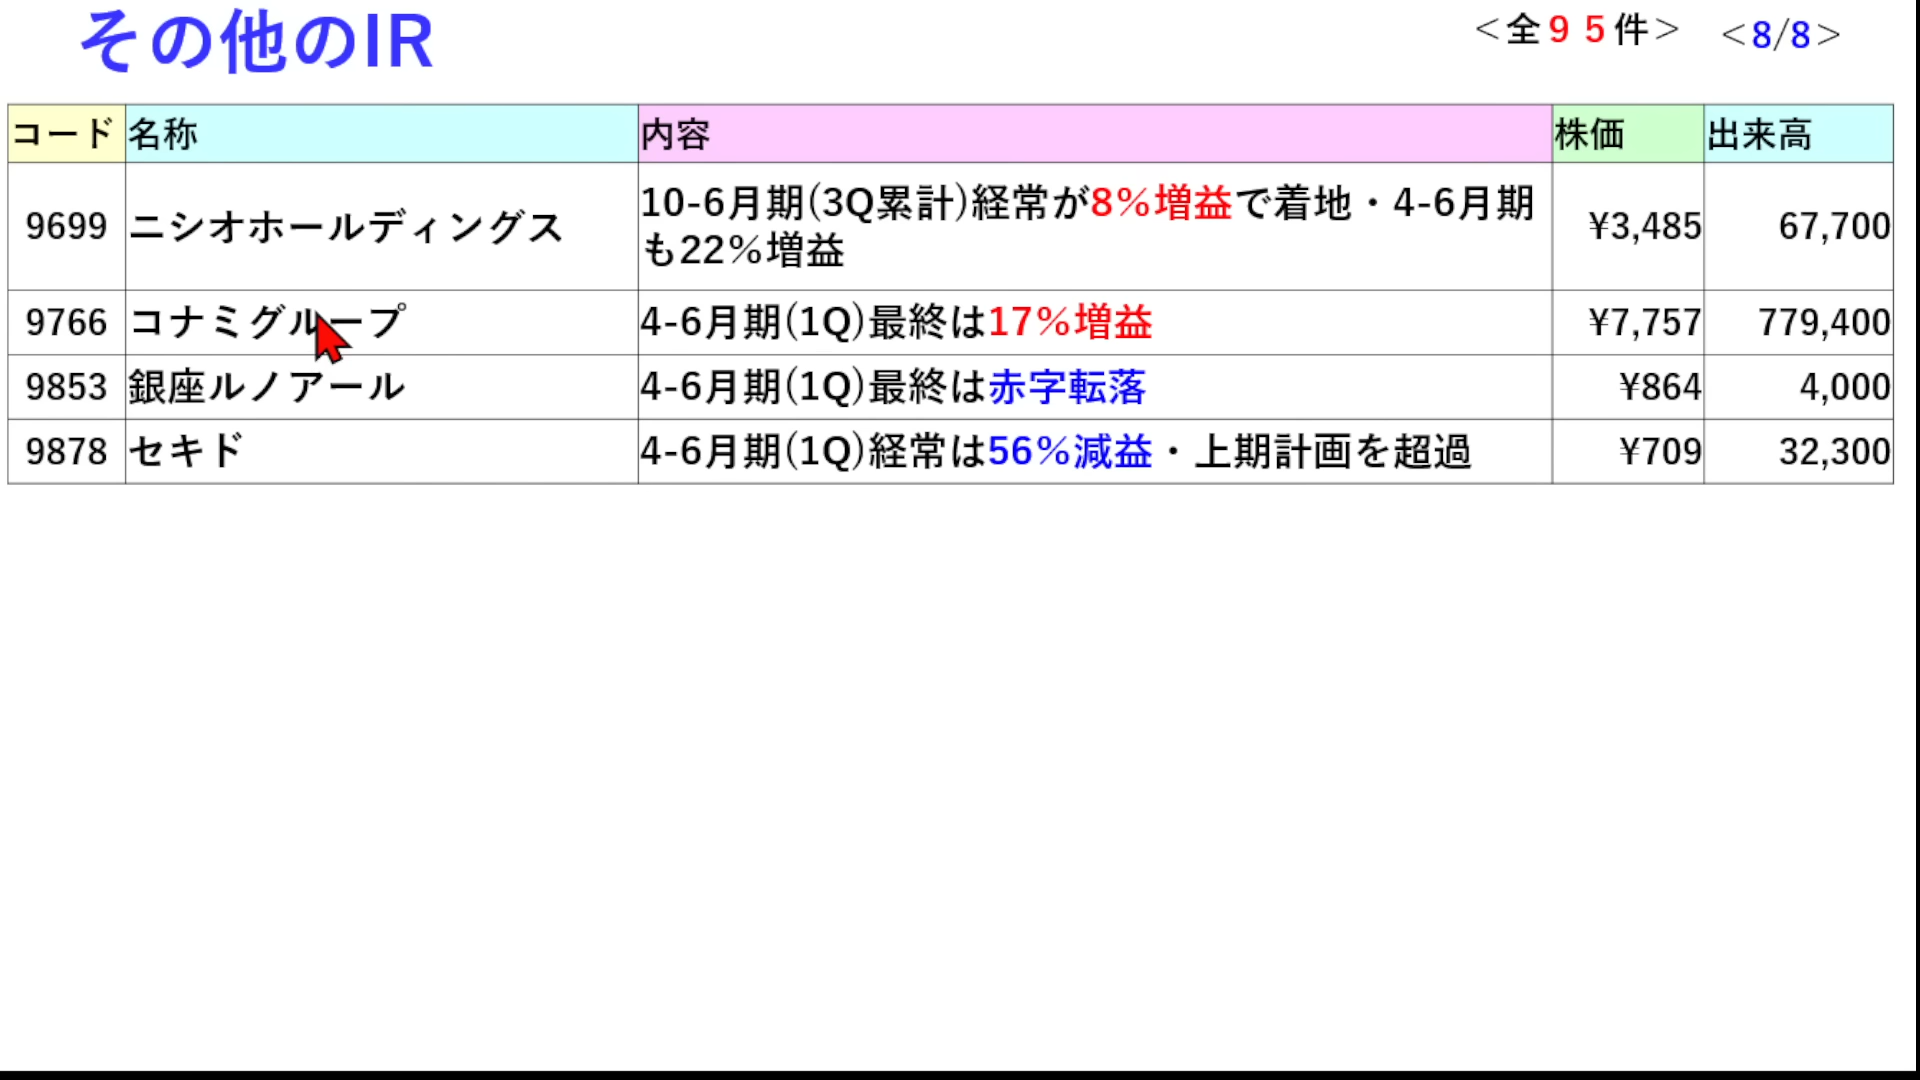 その他のIR
＜全９５件＞ ＜8/8＞
コード 名称 内容 株価 出来高
9699 ニシオホールディングス 10-6月期(3Q累計)経常が8%増益で着地・4-6月期
も22%増益 ¥3,485 67,700
9766 コナミグループ 4-6月期(1Q)最終は17%増益 ¥7,757 779,400
9853 銀座ルノアール 4-6月期(1Q)最終は赤字転落 ¥864 4,000
9878 セキド 4-6月期(1Q)経常は56%減益・上期計画を超過 ¥709 32,300